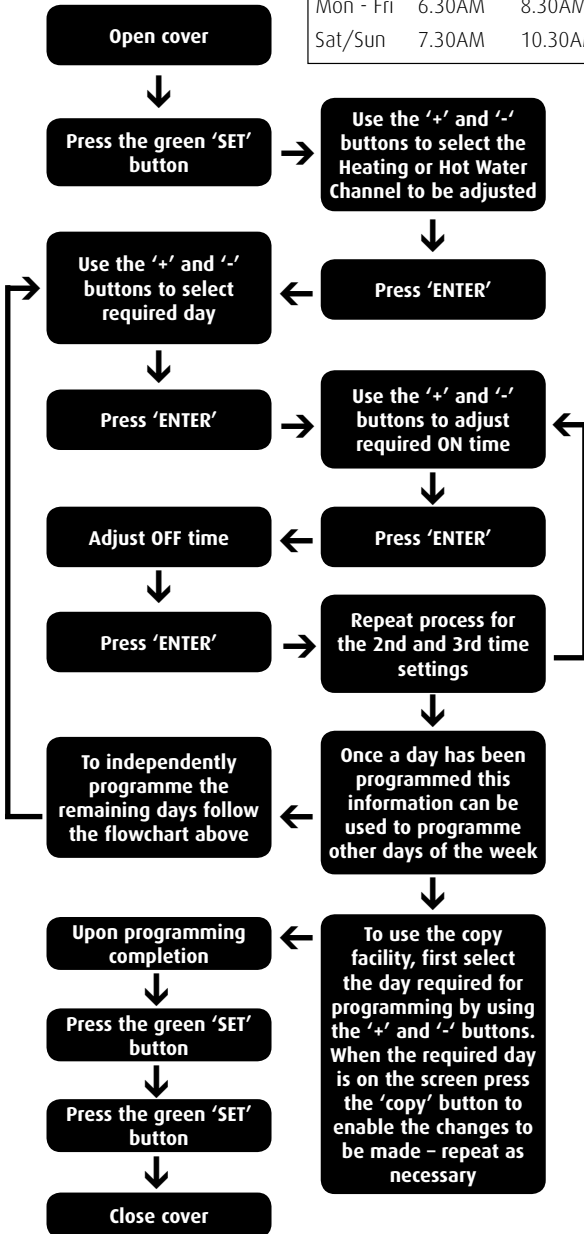 Mon - Fri 6.30AM 8.30AM
Sat/Sun 7.30AM
Open cover
Press the green ‘SET’
button
Use the ‘+’ and ‘-‘
buttons to select the
Heating or Hot Water
Channel to be adjusted
Press ‘ENTER’
Use the ‘+’ and ‘-’
buttons to select
required day
Press ‘ENTER’
Use the ‘+’ and ‘-’
buttons to adjust
required ON time
Press ‘ENTER’
Adjust OFF time
Press ‘ENTER’
Repeat process for
the 2nd and 3rd time
settings
Once a day has been
programmed this
information can be
used to programme
other days of the week
To independently
programme the
remaining days follow
the flowchart above
To use the copy
facility, first select
the day required for
programming by using
the ‘+’ and ‘-‘ buttons.
When the required day
is on the screen press
the ‘copy’ button to
enable the changes to
be made – repeat as
necessary
Upon programming
completion
Press the green ‘SET’
button
Press the green ‘SET’
button
Close cover